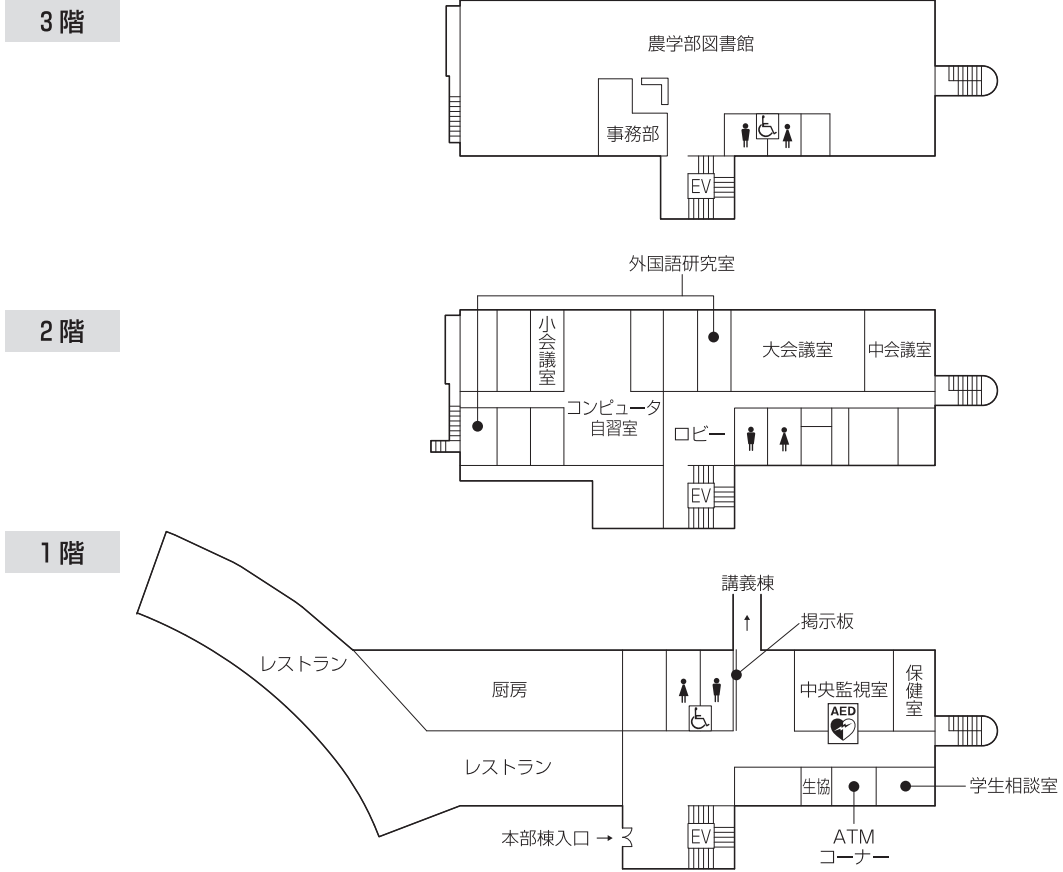 3階
農学部図書館
事務部
EV
外国語研究室
2階
小会議室
大会議室
中会議室
コンピュータ
自習室
ロビー
EV
1階
講義棟
掲示板
レストラン
厨房
中央監視室
保健室
AED
レストラン
生協
学生相談室
本部棟入口→
EV
ATM
コーナー